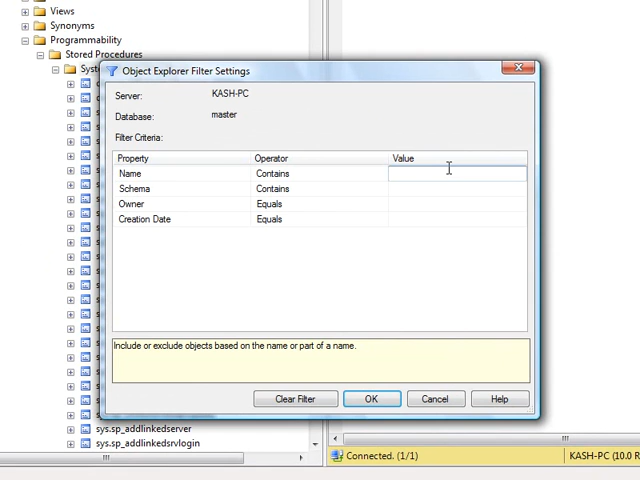 Views
Synonyms
Programmability
Stored Procedures
Object Explorer Filter Settings
Server: KASH-PC
Database: master
Filter Criteria:
Property Operator Value
Name Contains
Schema Contains
Owner Equals
Creation Date Equals
Include or exclude objects based on the name or part of a name.
Clear Filter OK Cancel Help
sys.sp_addlinkedserver
sys.sp_addlinkedsrvlogin
Connected. (1/1) KASH-PC (10.0 R